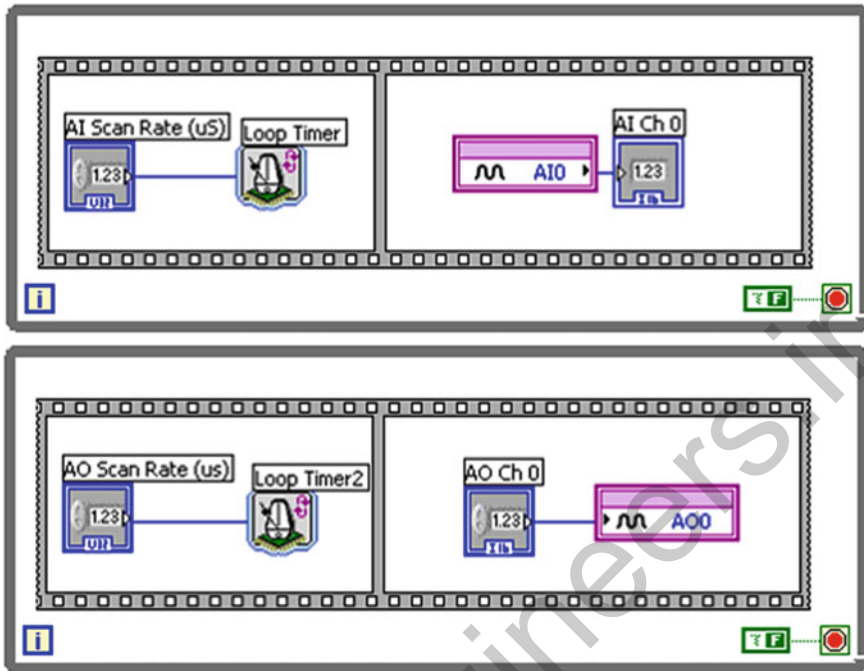 AI Scan Rate (uS)
Loop Timer
AI Ch 0
1.23
U32
AI0
1.23
I16
i
F
AO Scan Rate (us)
Loop Timer2
AO Ch 0
1.23
U32
1.23
I16
AO0
i
F